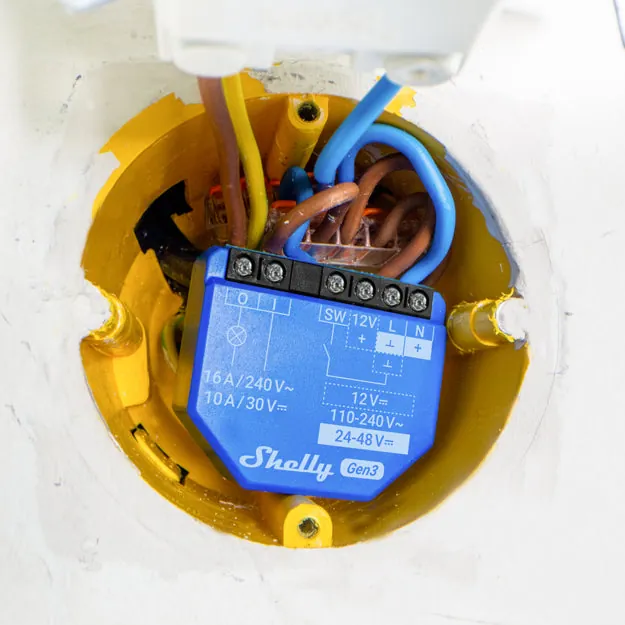 O I SW 12V L N
+ ⊥ +
⊥
16A/240V~
10A/30V⎓
12V⎓
110-240V~
24-48V⎓
Shelly Gen3